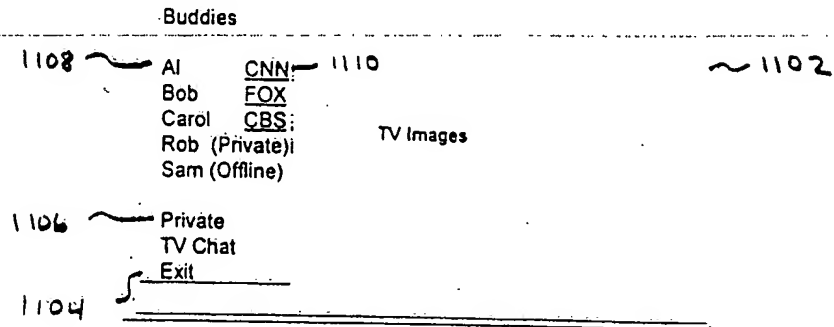 Buddies
1108 Al CNN 1110 1102
Bob FOX
Carol CBS
Rob (Private)
TV Images
Sam (Offline)
1106 Private
TV Chat
Exit
1104